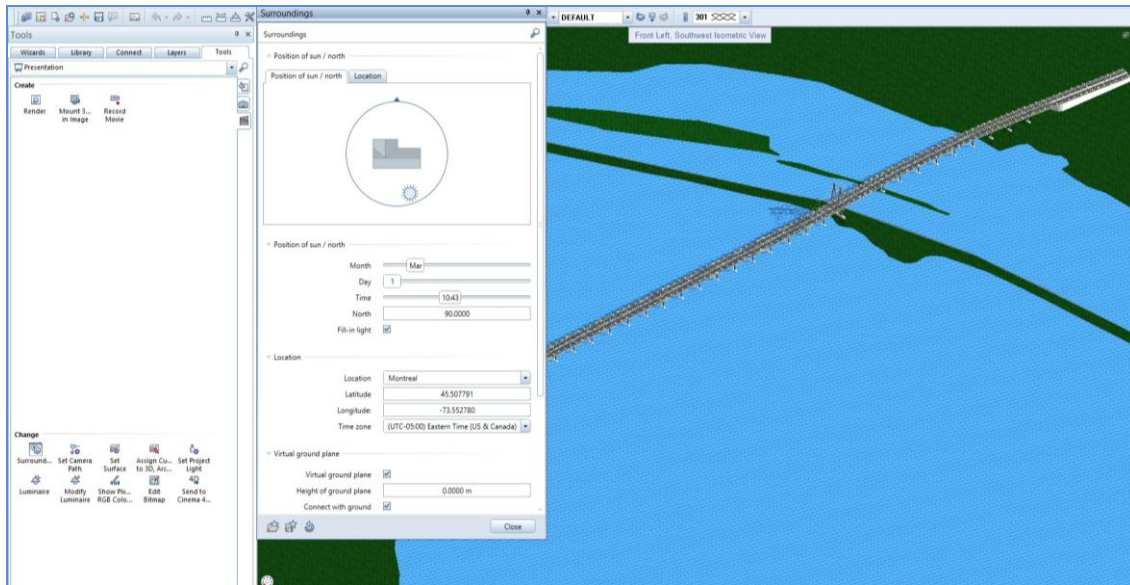 Surroundings
DEFAULT
301
Tools
Surroundings
Front Left, Southwest Isometric View
Wizards Library Connect Layers Tools
Presentation
Create
Render
Mount 3... in Image
Record Movie
Position of sun / north
Position of sun / north Location
Position of sun / north
Month Mar
Day 1
Time 10:43
North 90.0000
Fill-in light
Location
Location Montreal
Latitude 45.507791
Longitude: -73.552780
Time zone (UTC-05:00) Eastern Time (US & Canada)
Virtual ground plane
Virtual ground plane
Height of ground plane 0.0000 m
Connect with ground
Close
Change
Surround...
Set Camera Path
Set Surface
Assign Cu... to 3D, Arc...
Set Project Light
Luminaire
Modify Luminaire
Show Pix... RGB Colo...
Edit Bitmap
Send to Cinema 4...